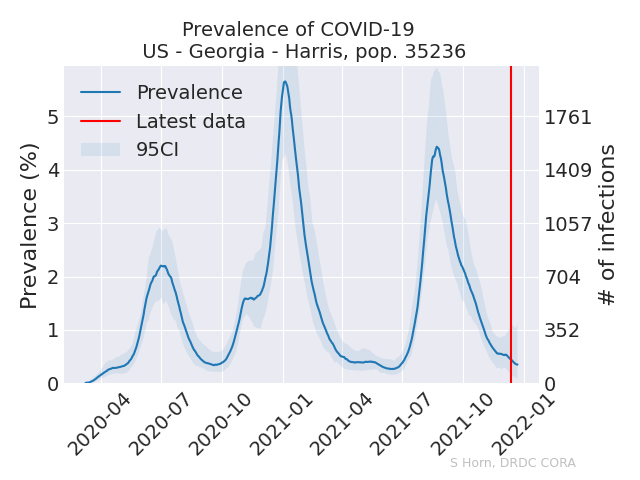 Prevalence of COVID-19
US - Georgia - Harris, pop. 35236
Prevalence
Latest data
95CI
Prevalence (%)
5
4
3
2
1
0
1761
1409
1057
704
352
0
# of infections
2020-04
2020-07
2020-10
2021-01
2021-04
2021-07
2021-10
2022-01
S Horn, DRDC CORA